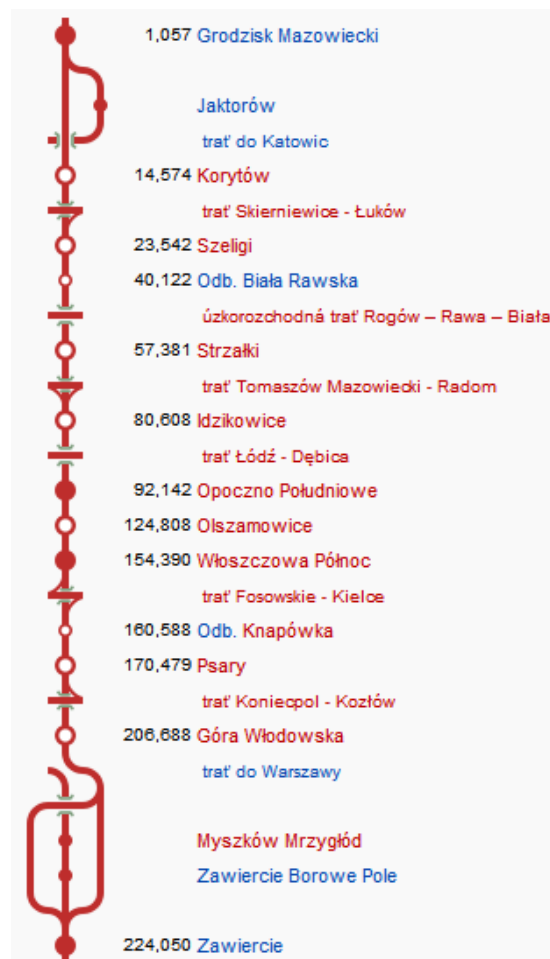 1,057 Grodzisk Mazowiecki
Jaktorów
trať do Katowic
14,574 Korytów
trať Skierniewice - Łuków
23,542 Szeligi
40,122 Odb. Biała Rawska
úzkorozchodná trať Rogów – Rawa – Biała
57,381 Strzałki
trať Tomaszów Mazowiecki - Radom
80,608 Idzikowice
trať Łódź - Dębica
92,142 Opoczno Południowe
124,808 Olszamowice
154,390 Włoszczowa Północ
trať Fosowskie - Kielce
160,588 Odb. Knapówka
170,479 Psary
trať Koniecpol - Kozłów
206,688 Góra Włodowska
trať do Warszawy
Myszków Mrzygłód
Zawiercie Borowe Pole
224,050 Zawiercie